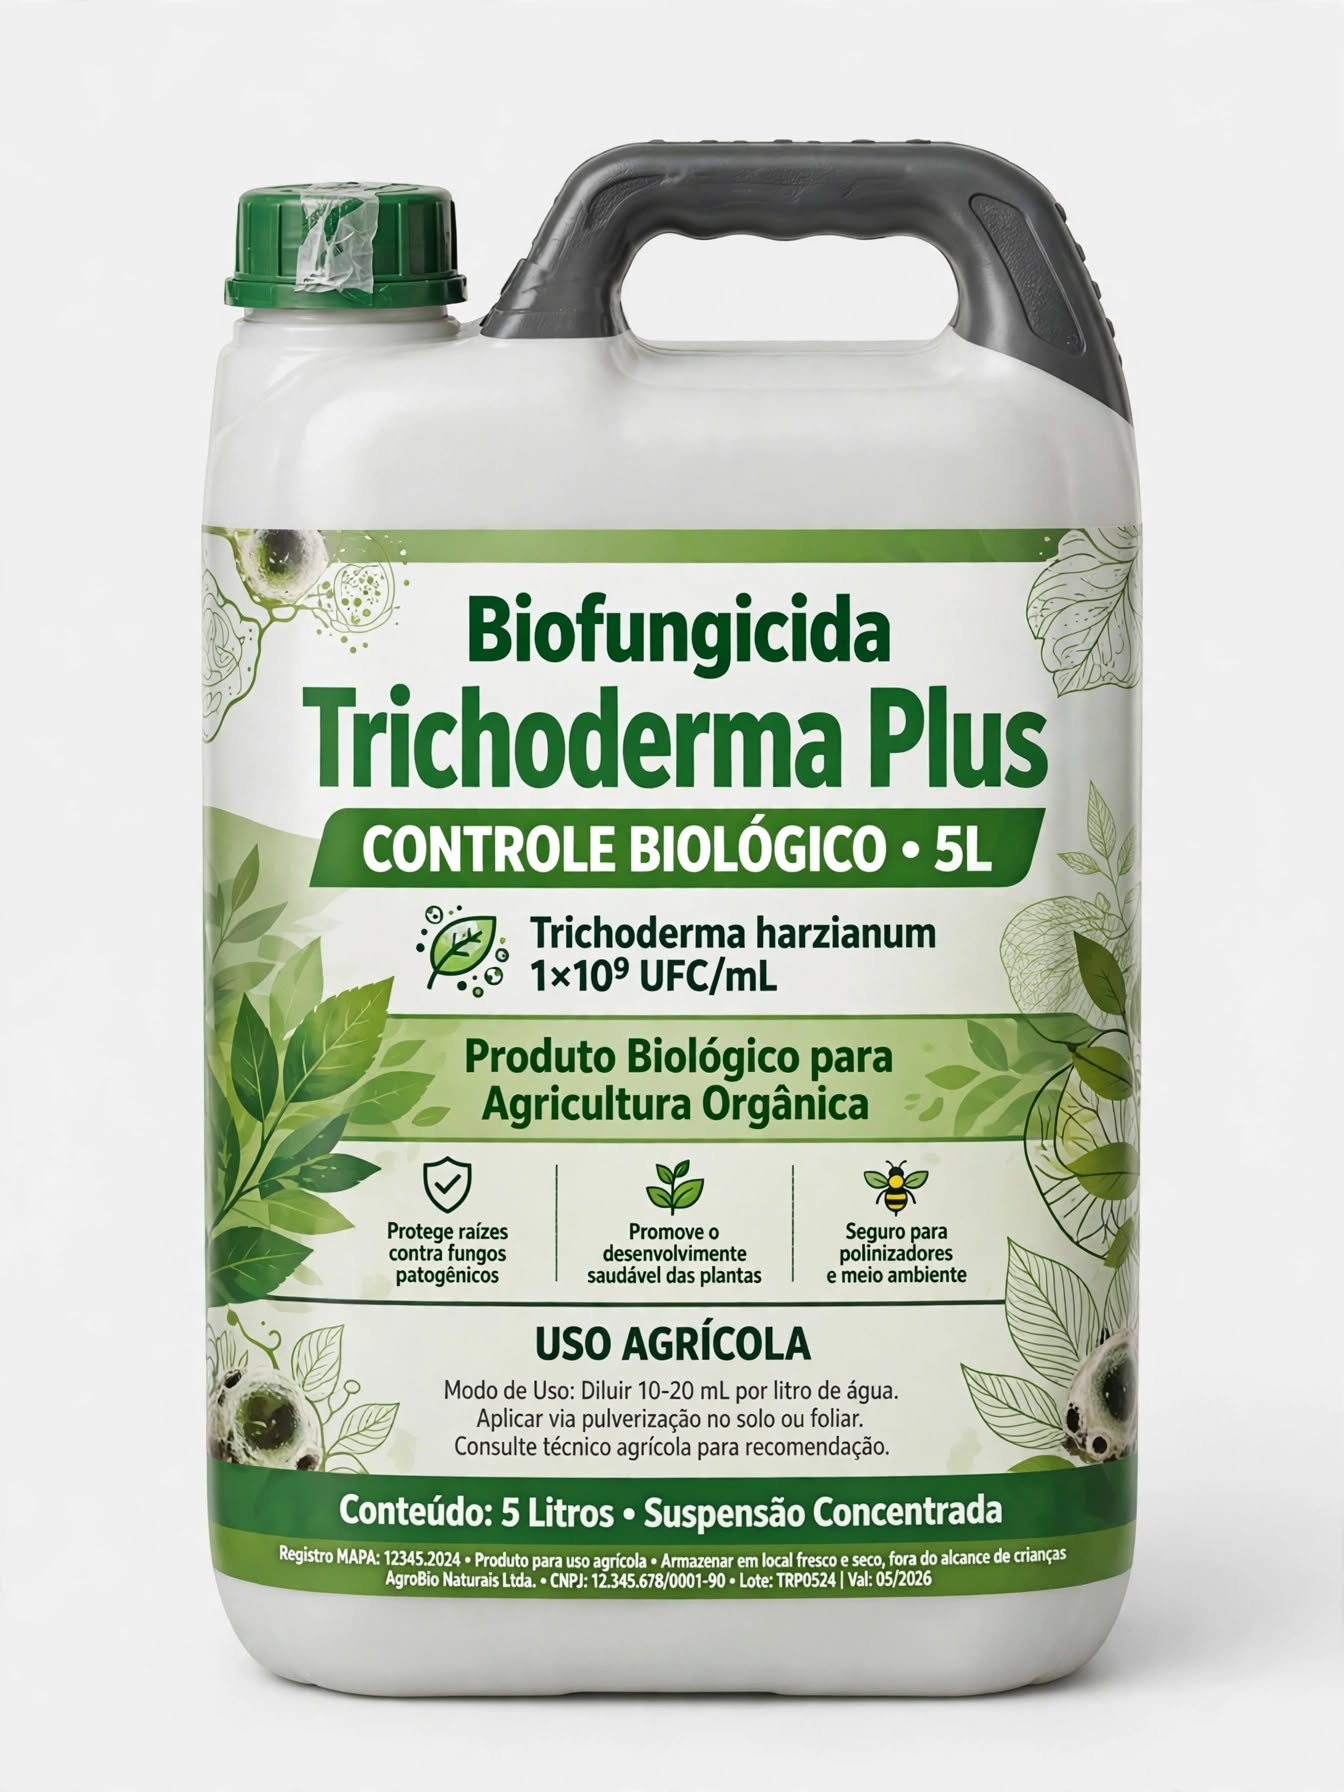 Biofungicida
Trichoderma Plus
CONTROLE BIOLÓGICO • 5L
Trichoderma harzianum
1×10⁹ UFC/mL
Produto Biológico para
Agricultura Orgânica
Protege raízes
contra fungos
patogênicos
Promove o
desenvolvimente
saudável das plantas
Seguro para
polinizadores
e meio ambiente
USO AGRÍCOLA
Modo de Uso: Diluir 10-20 mL por litro de água.
Aplicar via pulverização no solo ou foliar.
Consulte técnico agrícola para recomendação.
Conteúdo: 5 Litros • Suspensão Concentrada
Registro MAPA: 12345.2024 • Produto para uso agrícola • Armazenar em local fresco e seco, fora do alcance de crianças
AgroBio Naturais Ltda. • CNPJ: 12.345.678/0001-90 • Lote: TRP0524 | Val: 05/2026